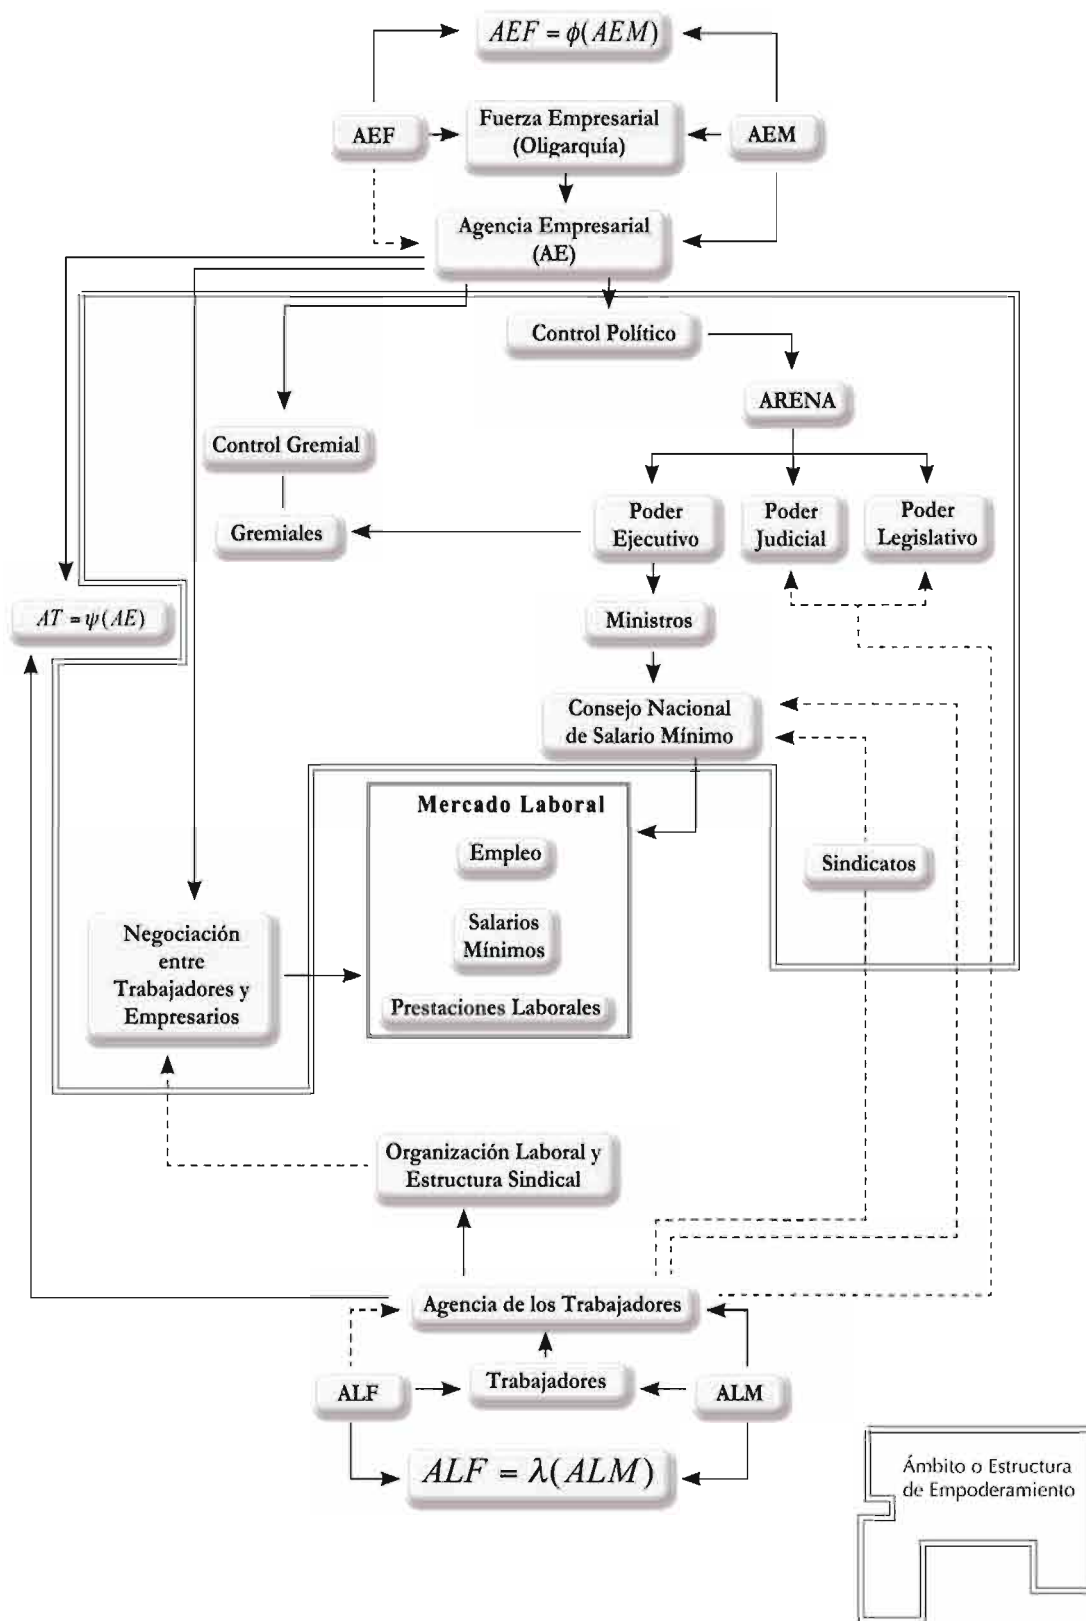 AEF = ϕ(AEM)
AEF
Fuerza Empresarial
(Oligarquía)
AEM
Agencia Empresarial
(AE)
Control Político
ARENA
Control Gremial
Gremiales
Poder
Ejecutivo
Poder
Judicial
Poder
Legislativo
AT = ψ(AE)
Ministros
Consejo Nacional
de Salario Mínimo
Mercado Laboral
Empleo
Salarios
Mínimos
Prestaciones Laborales
Sindicatos
Negociación
entre
Trabajadores y
Empresarios
Organización Laboral y
Estructura Sindical
Agencia de los Trabajadores
ALF
Trabajadores
ALM
ALF = λ(ALM)
Ámbito o Estructura
de Empoderamiento